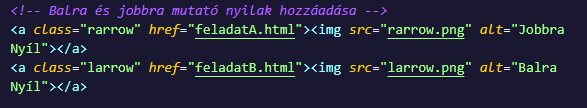 <!-- Balra és jobbra mutató nyilak hozzáadása -->
<a class="rarrow" href="feladatA.html"><img src="rarrow.png" alt="Jobbra
Nyíl"></a>
<a class="larrow" href="feladatB.html"><img src="larrow.png" alt="Balra
Nyíl"></a>